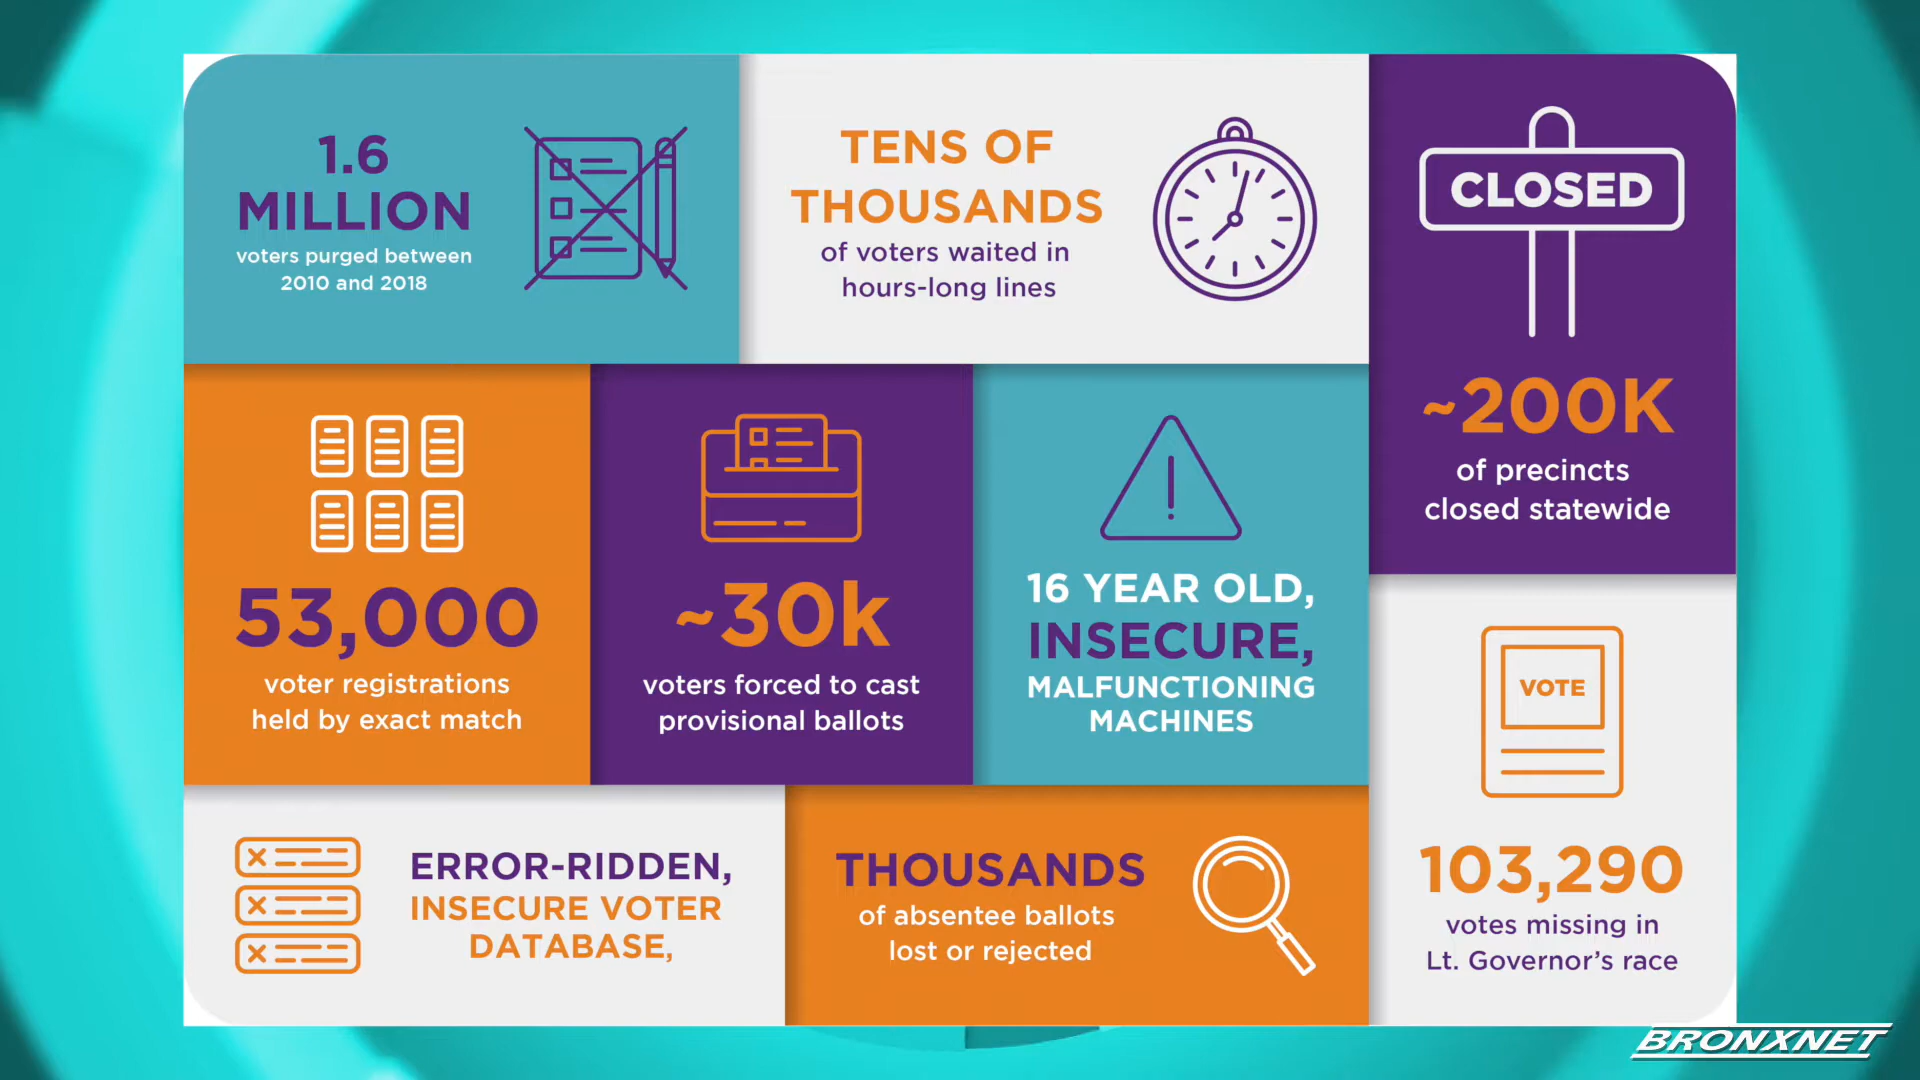 1.6
MILLION
voters purged between
2010 and 2018
TENS OF
THOUSANDS
of voters waited in
hours-long lines
CLOSED
~200K
of precincts
closed statewide
53,000
voter registrations
held by exact match
~30k
voters forced to cast
provisional ballots
16 YEAR OLD,
INSECURE,
MALFUNCTIONING
MACHINES
VOTE
103,290
votes missing in
Lt. Governor's race
ERROR-RIDDEN,
INSECURE VOTER
DATABASE,
THOUSANDS
of absentee ballots
lost or rejected
BRONXNET